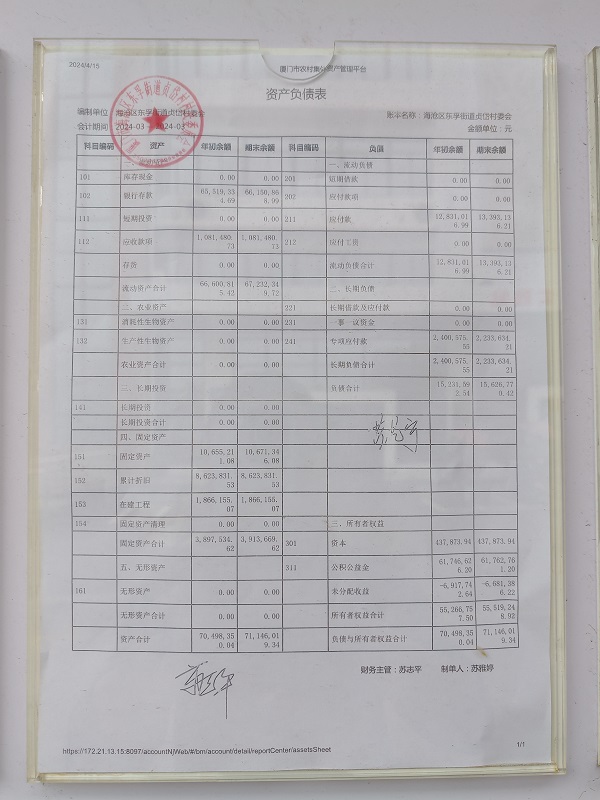 2024/4/15 厦门市农村集体资产管理平台
资产负债表
编制单位：海沧区东孚街道贞岱村委会 账平名称：海沧区东孚街道贞岱村委会
会计期间：2024-03 - 2024-03 金额单位：元
科目编码 资产 年初余额 期末余额 科目编码 负债 年初余额 期末余额
一、流动负债
101 库存现金 0.00 0.00 201 短期借款 0.00 0.00
102 银行存款 65,519,334.69 66,150,868.99 202 应付款项 0.00 0.00
111 短期投资 0.00 0.00 211 应付款 12,831,016.99 13,393,136.21
112 应收款项 1,081,480.73 1,081,480.73 212 应付工资 0.00 0.00
存货 0.00 0.00 流动负债合计 12,831,016.99 13,393,136.21
流动资产合计 66,600,815.42 67,232,349.72 二、长期负债
二、农业资产 221 长期借款及应付款 0.00 0.00
131 消耗性生物资产 0.00 0.00 231 一事一议资金 0.00 0.00
132 生产性生物资产 0.00 0.00 241 专项应付款 2,400,575.55 2,233,634.21
农业资产合计 0.00 0.00 长期负债合计 2,400,575.55 2,233,634.21
三、长期投资 负债合计 15,231,592.54 15,626,779.42
141 长期投资 0.00 0.00
长期投资合计 0.00 0.00
四、固定资产
151 固定资产 10,655,211.08 10,671,346.08
152 累计折旧 8,623,831.53 8,623,831.53
153 在建工程 1,866,155.07 1,866,155.07
154 固定资产清理 0.00 0.00 三、所有者权益
固定资产合计 3,897,534.62 3,913,669.62 301 资本 437,873.94 437,873.94
五、无形资产 311 公积公益金 61,746,626.20 61,762,761.20
161 无形资产 0.00 0.00 未分配收益 -6,917,742.64 -6,681,386.22
无形资产合计 0.00 0.00 所有者权益合计 55,266,757.50 55,519,248.92
资产合计 70,498,350.04 71,146,019.34 负债与所有者权益合计 70,498,350.04 71,146,019.34
财务主管：苏志平 制单人：苏雅婷
https://172.21.13.15:8097/accountNjWeb/#/bm/account/detail/reportCenter/assetsSheet 1/1